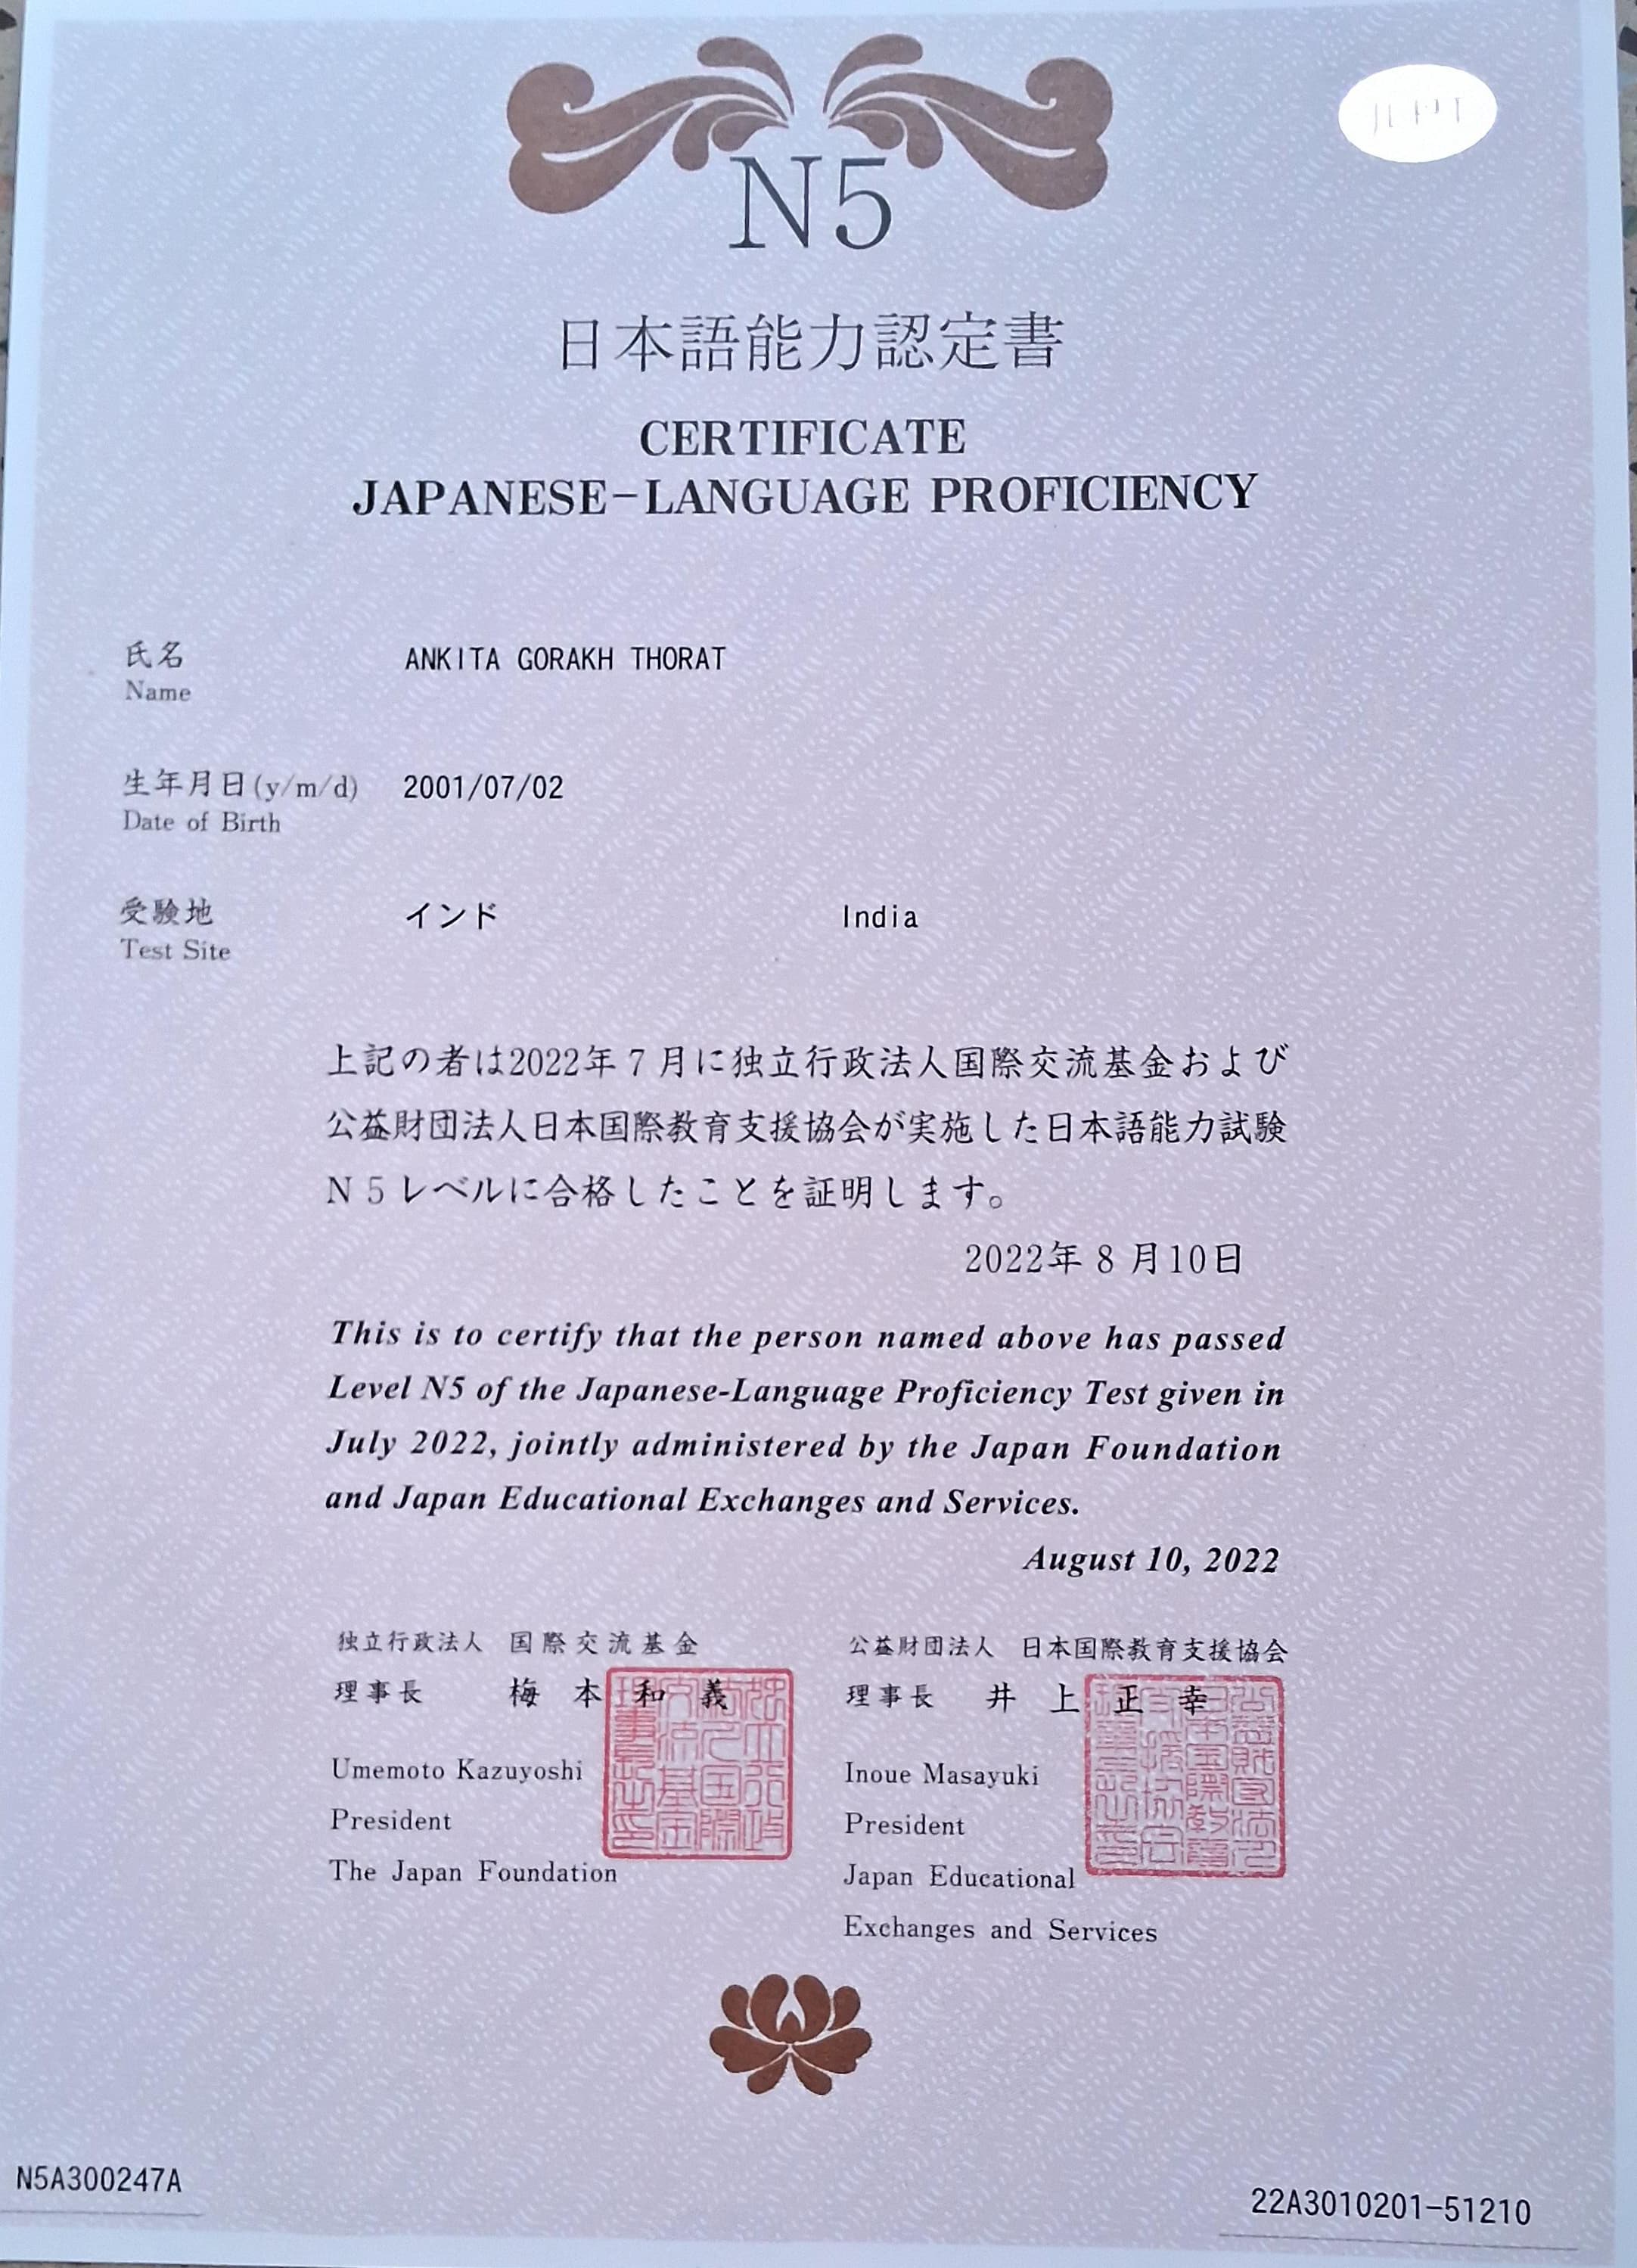 N5
日本語能力認定書
CERTIFICATE
JAPANESE-LANGUAGE PROFICIENCY
氏名 ANKITA GORAKH THORAT
Name
生年月日(y/m/d) 2001/07/02
Date of Birth
受験地 インド India
Test Site
上記の者は2022年7月に独立行政法人国際交流基金および
公益財団法人日本国際教育支援協会が実施した日本語能力試験
N5レベルに合格したことを証明します。
2022年8月10日
This is to certify that the person named above has passed
Level N5 of the Japanese-Language Proficiency Test given in
July 2022, jointly administered by the Japan Foundation
and Japan Educational Exchanges and Services.
August 10, 2022
独立行政法人 国際交流基金
理事長 梅本和義
Umemoto Kazuyoshi
President
The Japan Foundation
公益財団法人 日本国際教育支援協会
理事長 井上正幸
Inoue Masayuki
President
Japan Educational
Exchanges and Services
N5A300247A
22A3010201-51210